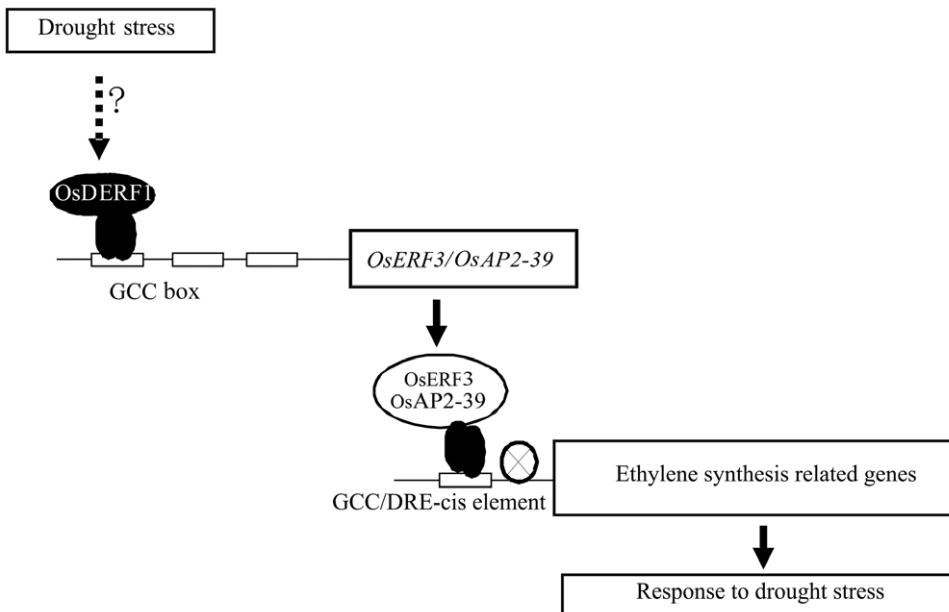 Drought stress
?
OsDERF1
OsERF3/OsAP2-39
GCC box
OsERF3
OsAP2-39
Ethylene synthesis related genes
GCC/DRE-cis element
Response to drought stress